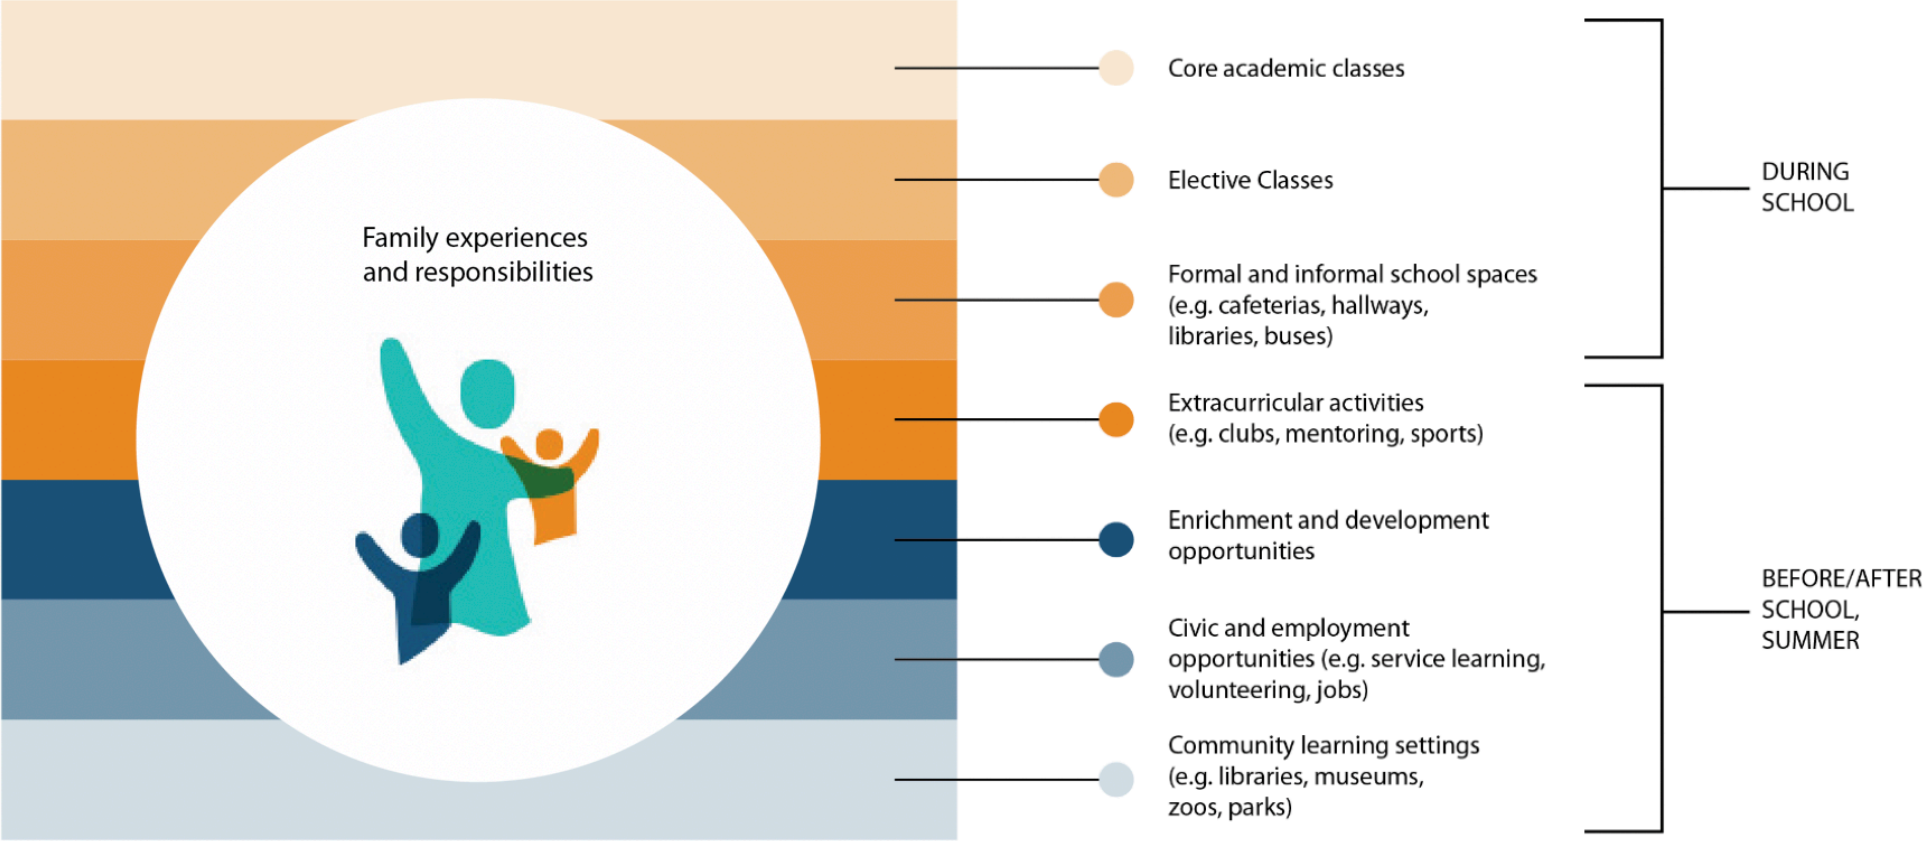 Family experiences
and responsibilities
Core academic classes
Elective Classes
Formal and informal school spaces
(e.g. cafeterias, hallways,
libraries, buses)
DURING
SCHOOL
Extracurricular activities
(e.g. clubs, mentoring, sports)
Enrichment and development
opportunities
Civic and employment
opportunities (e.g. service learning,
volunteering, jobs)
Community learning settings
(e.g. libraries, museums,
zoos, parks)
BEFORE/AFTER
SCHOOL,
SUMMER